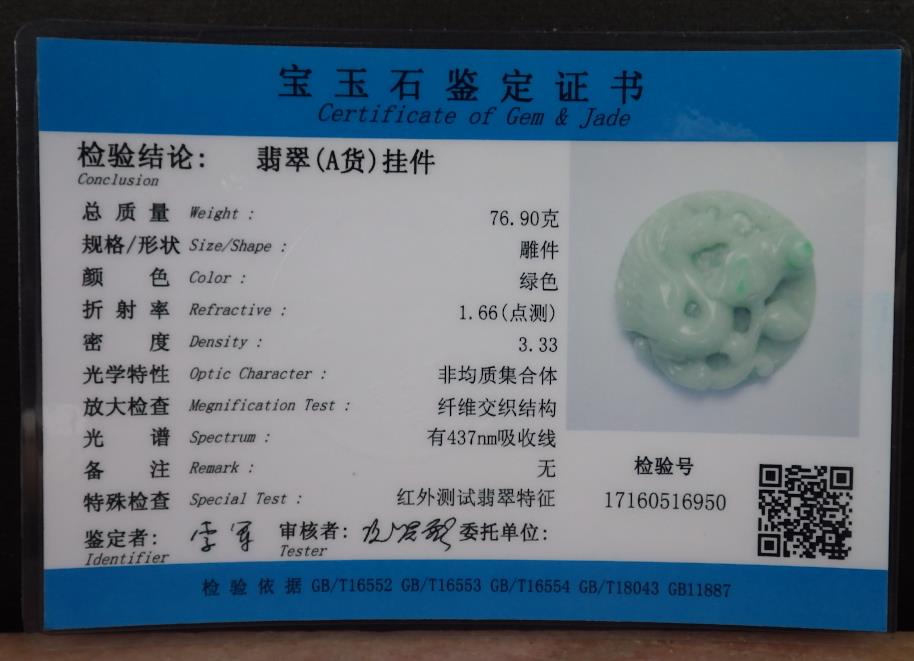 宝玉石鉴定证书
Certificate of Gem & Jade
检验结论: 翡翠(A货)挂件
Conclusion
总质量 Weight : 76.90克
规格/形状 Size/Shape : 雕件
颜色 Color : 绿色
折射率 Refractive : 1.66(点测)
密度 Density : 3.33
光学特性 Optic Character : 非均质集合体
放大检查 Megnification Test : 纤维交织结构
光谱 Spectrum : 有437nm吸收线
备注 Remark : 无
特殊检查 Special Test : 红外测试翡翠特征
检验号
17160516950
鉴定者: 李军 审核者: 委托单位:
Identifier Tester
检验依据 GB/T16552 GB/T16553 GB/T16554 GB/T18043 GB11887